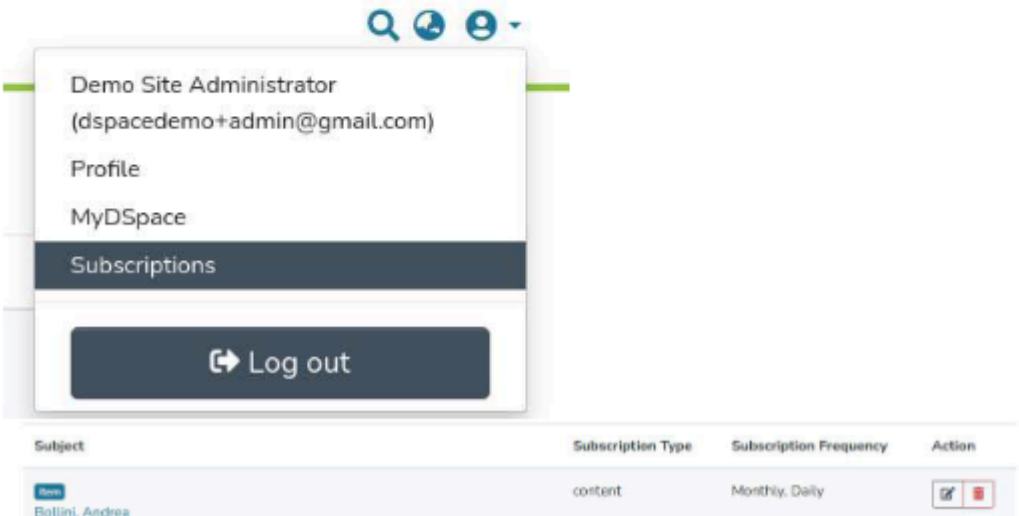 Demo Site Administrator
(dspacedemo+admin@gmail.com)
Profile
MyDSpace
Subscriptions
Log out
Subject Subscription Type Subscription Frequency Action
Item content Monthly, Daily
Bollini, Andrea